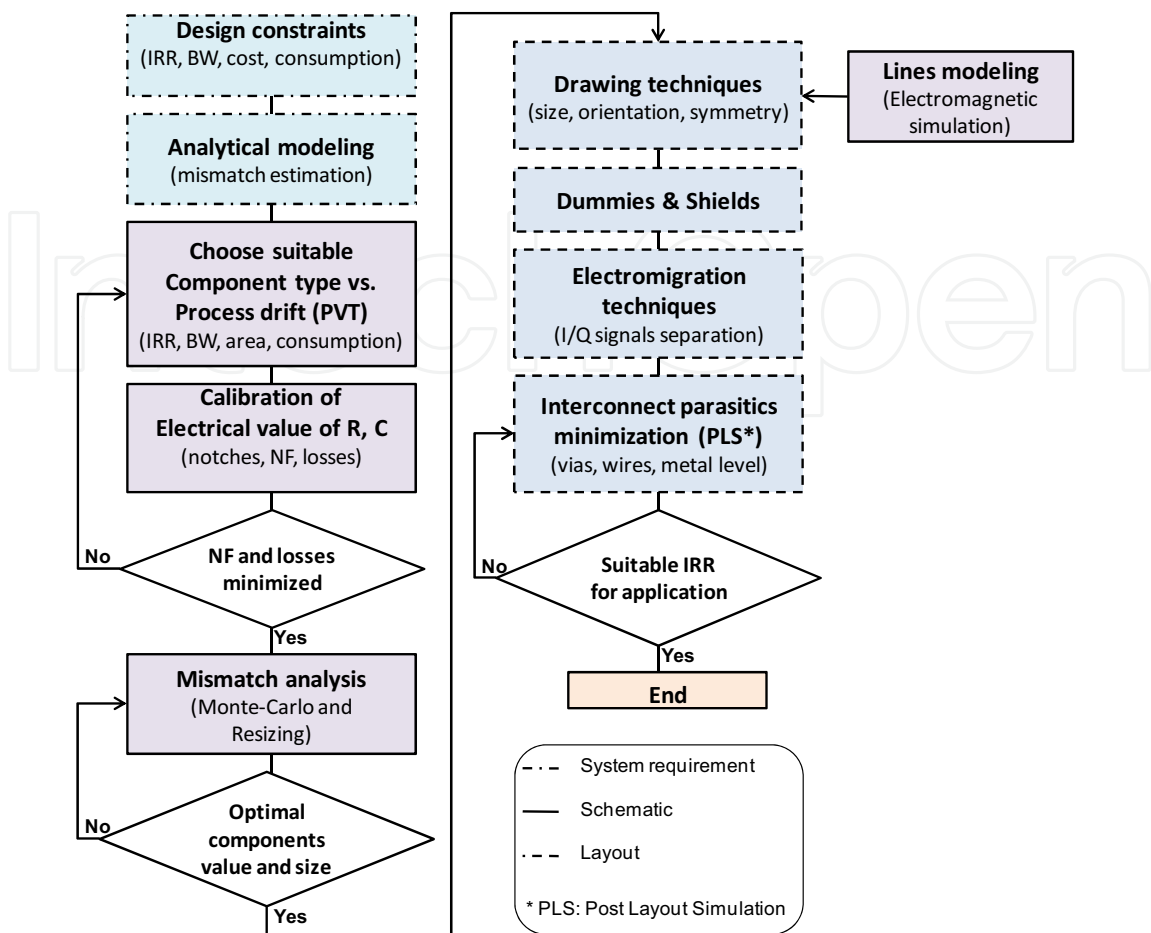 Design constraints
(IRR, BW, cost, consumption)
Analytical modeling
(mismatch estimation)
Choose suitable
Component type vs.
Process drift (PVT)
(IRR, BW, area, consumption)
Calibration of
Electrical value of R, C
(notches, NF, losses)
No
NF and losses
minimized
Yes
Mismatch analysis
(Monte-Carlo and
Resizing)
No
Optimal
components
value and size
Yes
Drawing techniques
(size, orientation, symmetry)
Lines modeling
(Electromagnetic
simulation)
Dummies & Shields
Electromigration
techniques
(I/Q signals separation)
Interconnect parasitics
minimization (PLS*)
(vias, wires, metal level)
No
Suitable IRR
for application
Yes
End
System requirement
Schematic
Layout
* PLS: Post Layout Simulation
IntechOpen